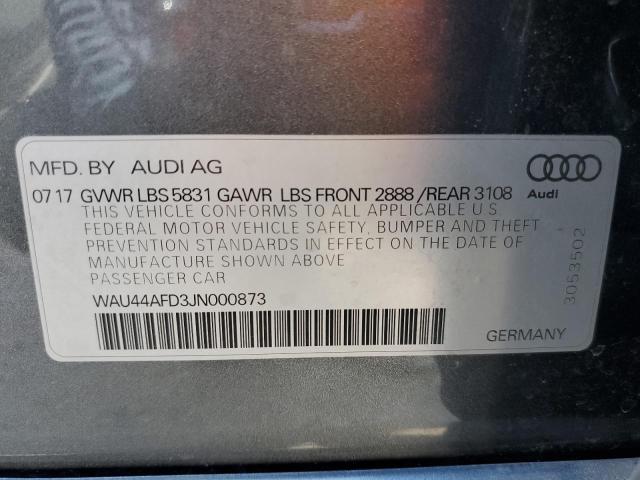 MFD. BY AUDI AG
07 17 GVWR LBS 5831 GAWR LBS FRONT 2888 /REAR 3108
THIS VEHICLE CONFORMS TO ALL APPLICABLE U.S
FEDERAL MOTOR VEHICLE SAFETY, BUMPER AND THEFT
PREVENTION STANDARDS IN EFFECT ON THE DATE OF
MANUFACTURE SHOWN ABOVE
PASSENGER CAR
WAU44AFD3JN000873
Audi
3053502
GERMANY